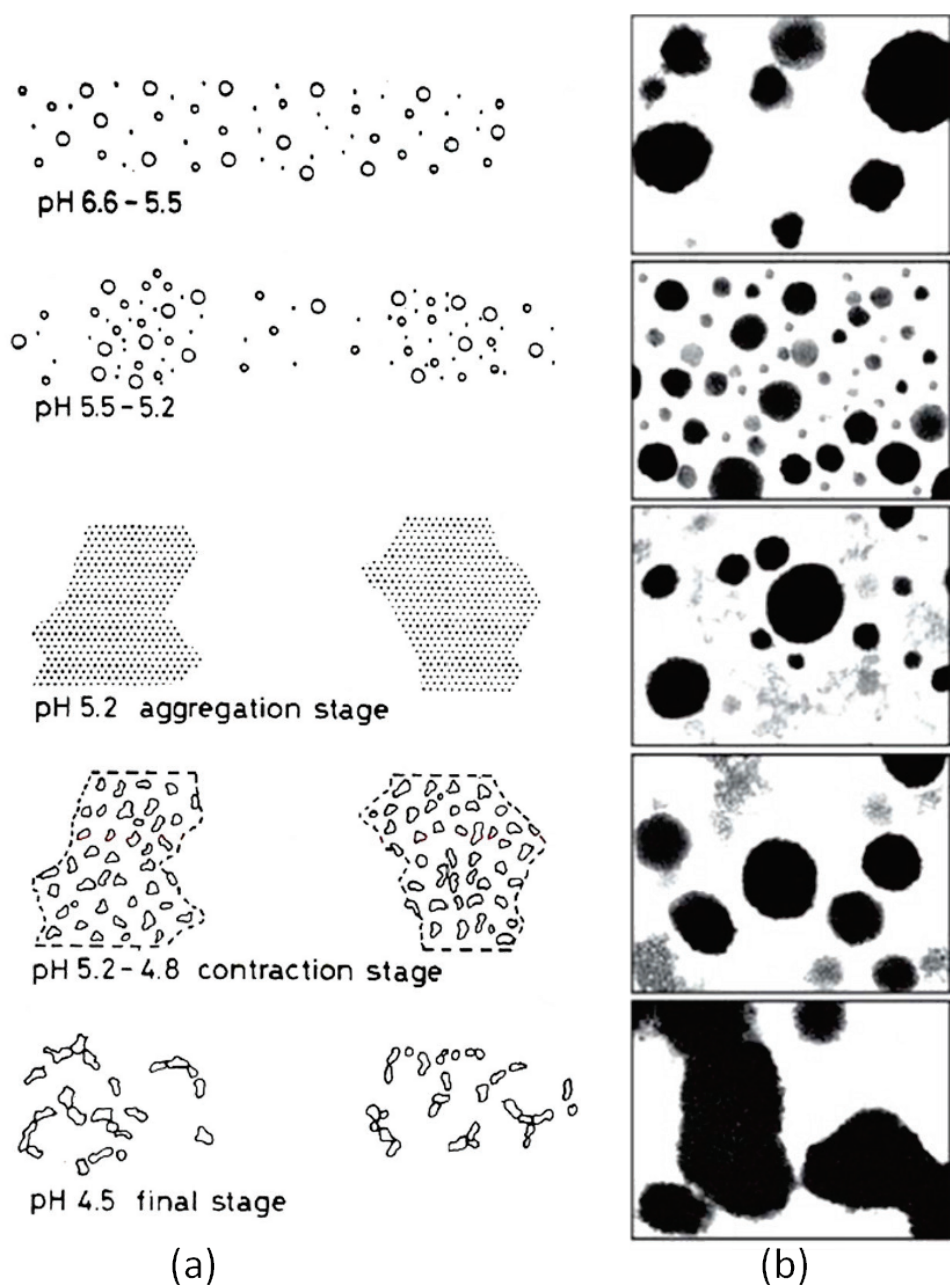 pH 6.6 - 5.5
pH 5.5 - 5.2
pH 5.2 aggregation stage
pH 5.2 - 4.8 contraction stage
pH 4.5 final stage
(a)
(b)